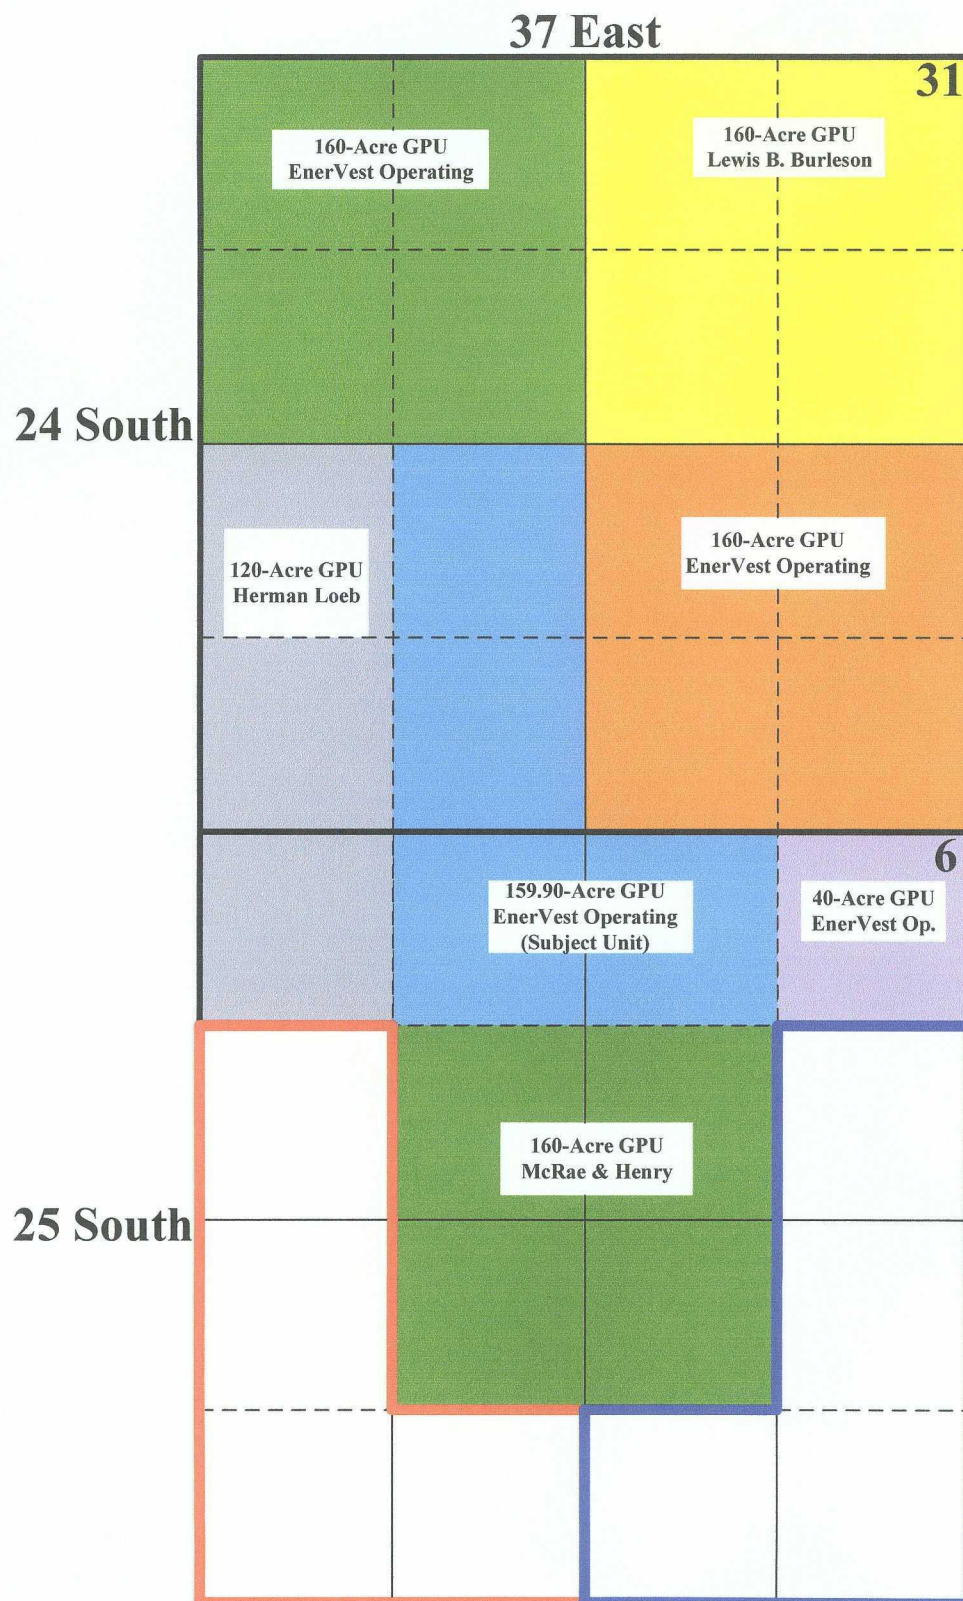 37 East
31
160-Acre GPU
EnerVest Operating
160-Acre GPU
Lewis B. Burleson
24 South
120-Acre GPU
Herman Loeb
160-Acre GPU
EnerVest Operating
6
159.90-Acre GPU
EnerVest Operating
(Subject Unit)
40-Acre GPU
EnerVest Op.
160-Acre GPU
McRae & Henry
25 South